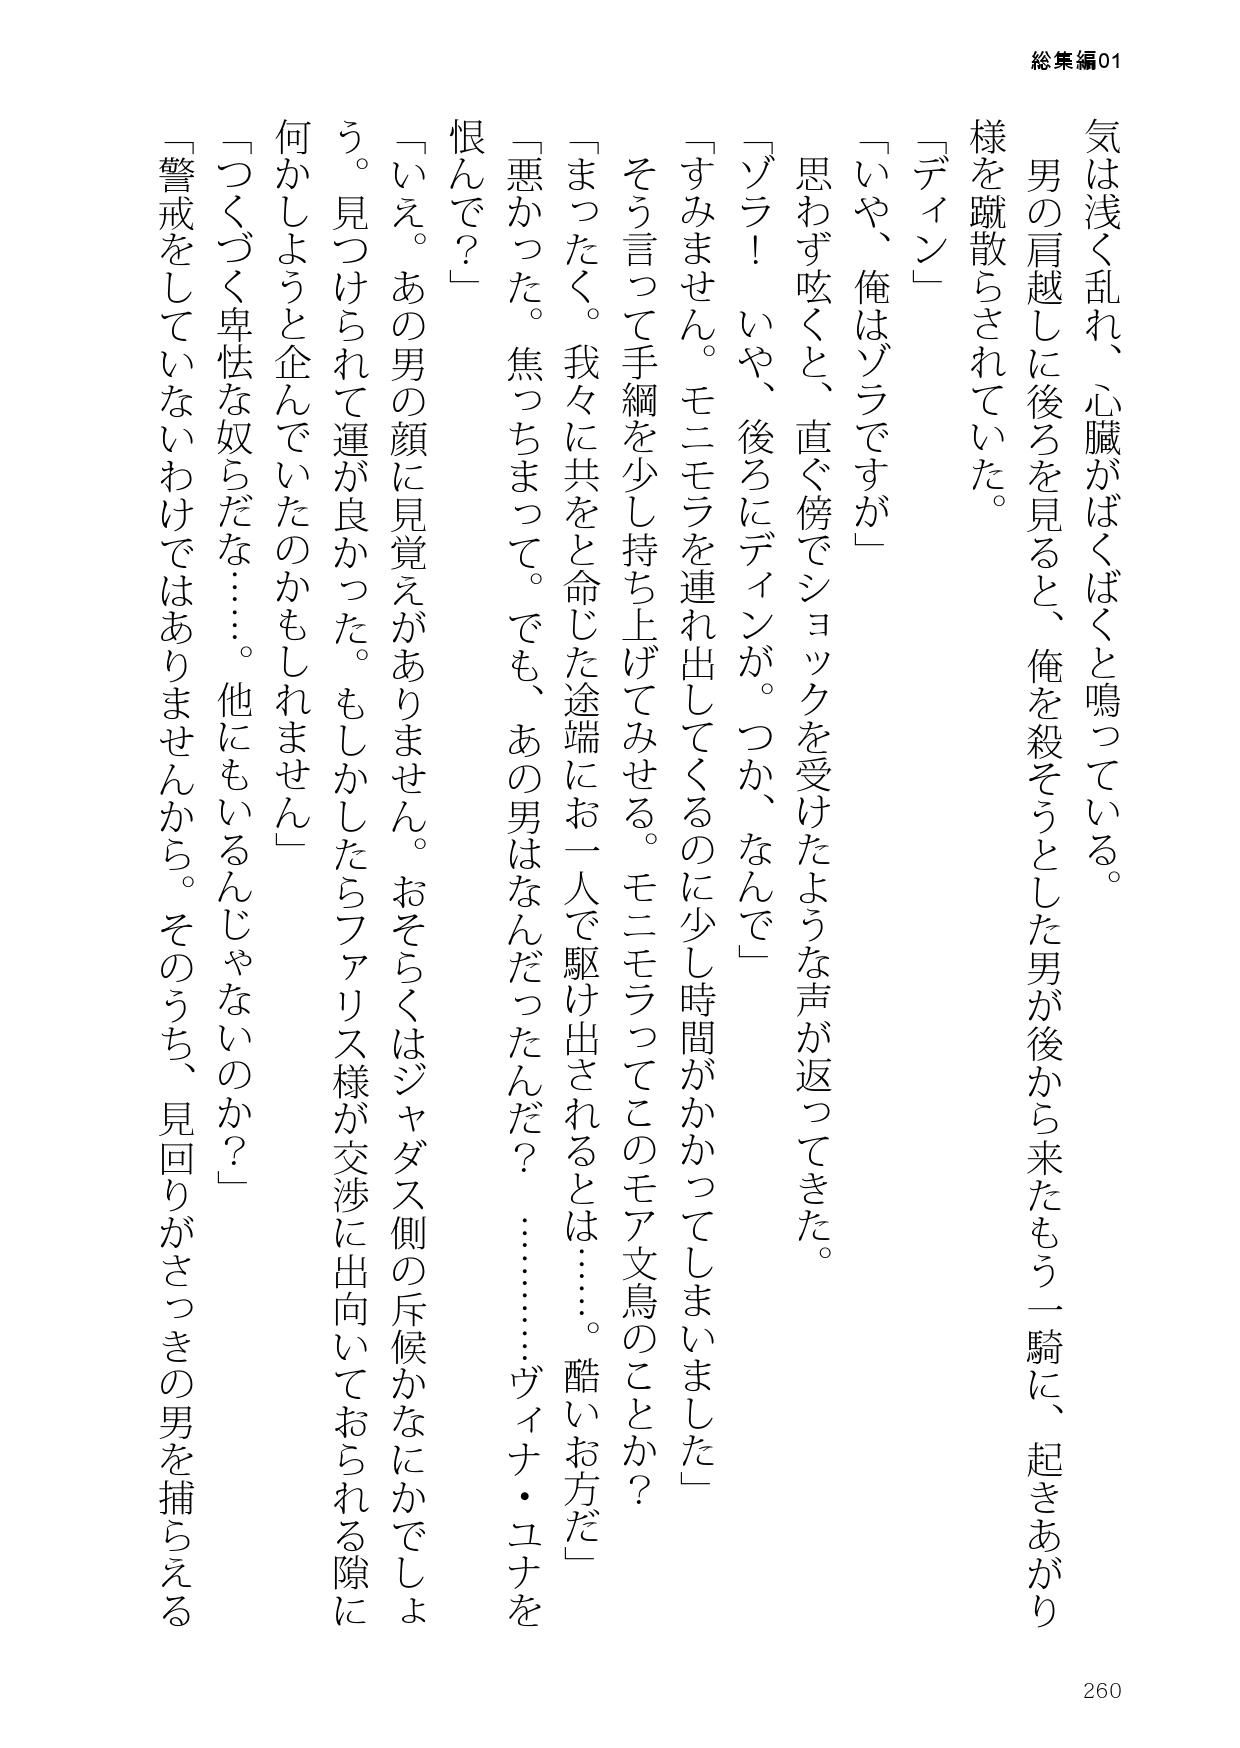 総集編01
気は浅く乱れ、心臓がばくばくと鳴っている。
　男の肩越しに後ろを見ると、俺を殺そうとした男が後から来たもう一騎に、起きあがり
様を蹴散らされていた。
「ディン」
「いや、俺はゾラですが」
　思わず呟くと、直ぐ傍でショックを受けたような声が返ってきた。
「ゾラ！　いや、後ろにディンが。つか、なんで」
「すみません。モニモラを連れ出してくるのに少し時間がかかってしまいました」
　そう言って手綱を少し持ち上げてみせる。モニモラってこのモア文鳥のことか？
「まったく。我々に共をと命じた途端にお一人で駆け出されるとは……。酷いお方だ」
「悪かった。焦っちまって。でも、あの男はなんだったんだ？　…………ヴィナ・ユナを
恨んで？」
「いえ。あの男の顔に見覚えがありません。おそらくはジャダス側の斥候かなにかでしょ
う。見つけられて運が良かった。もしかしたらファリス様が交渉に出向いておられる隙に
何かしようと企んでいたのかもしれません」
「つくづく卑怯な奴らだな……。他にもいるんじゃないのか？」
「警戒をしていないわけではありませんから。そのうち、見回りがさっきの男を捕らえる
260